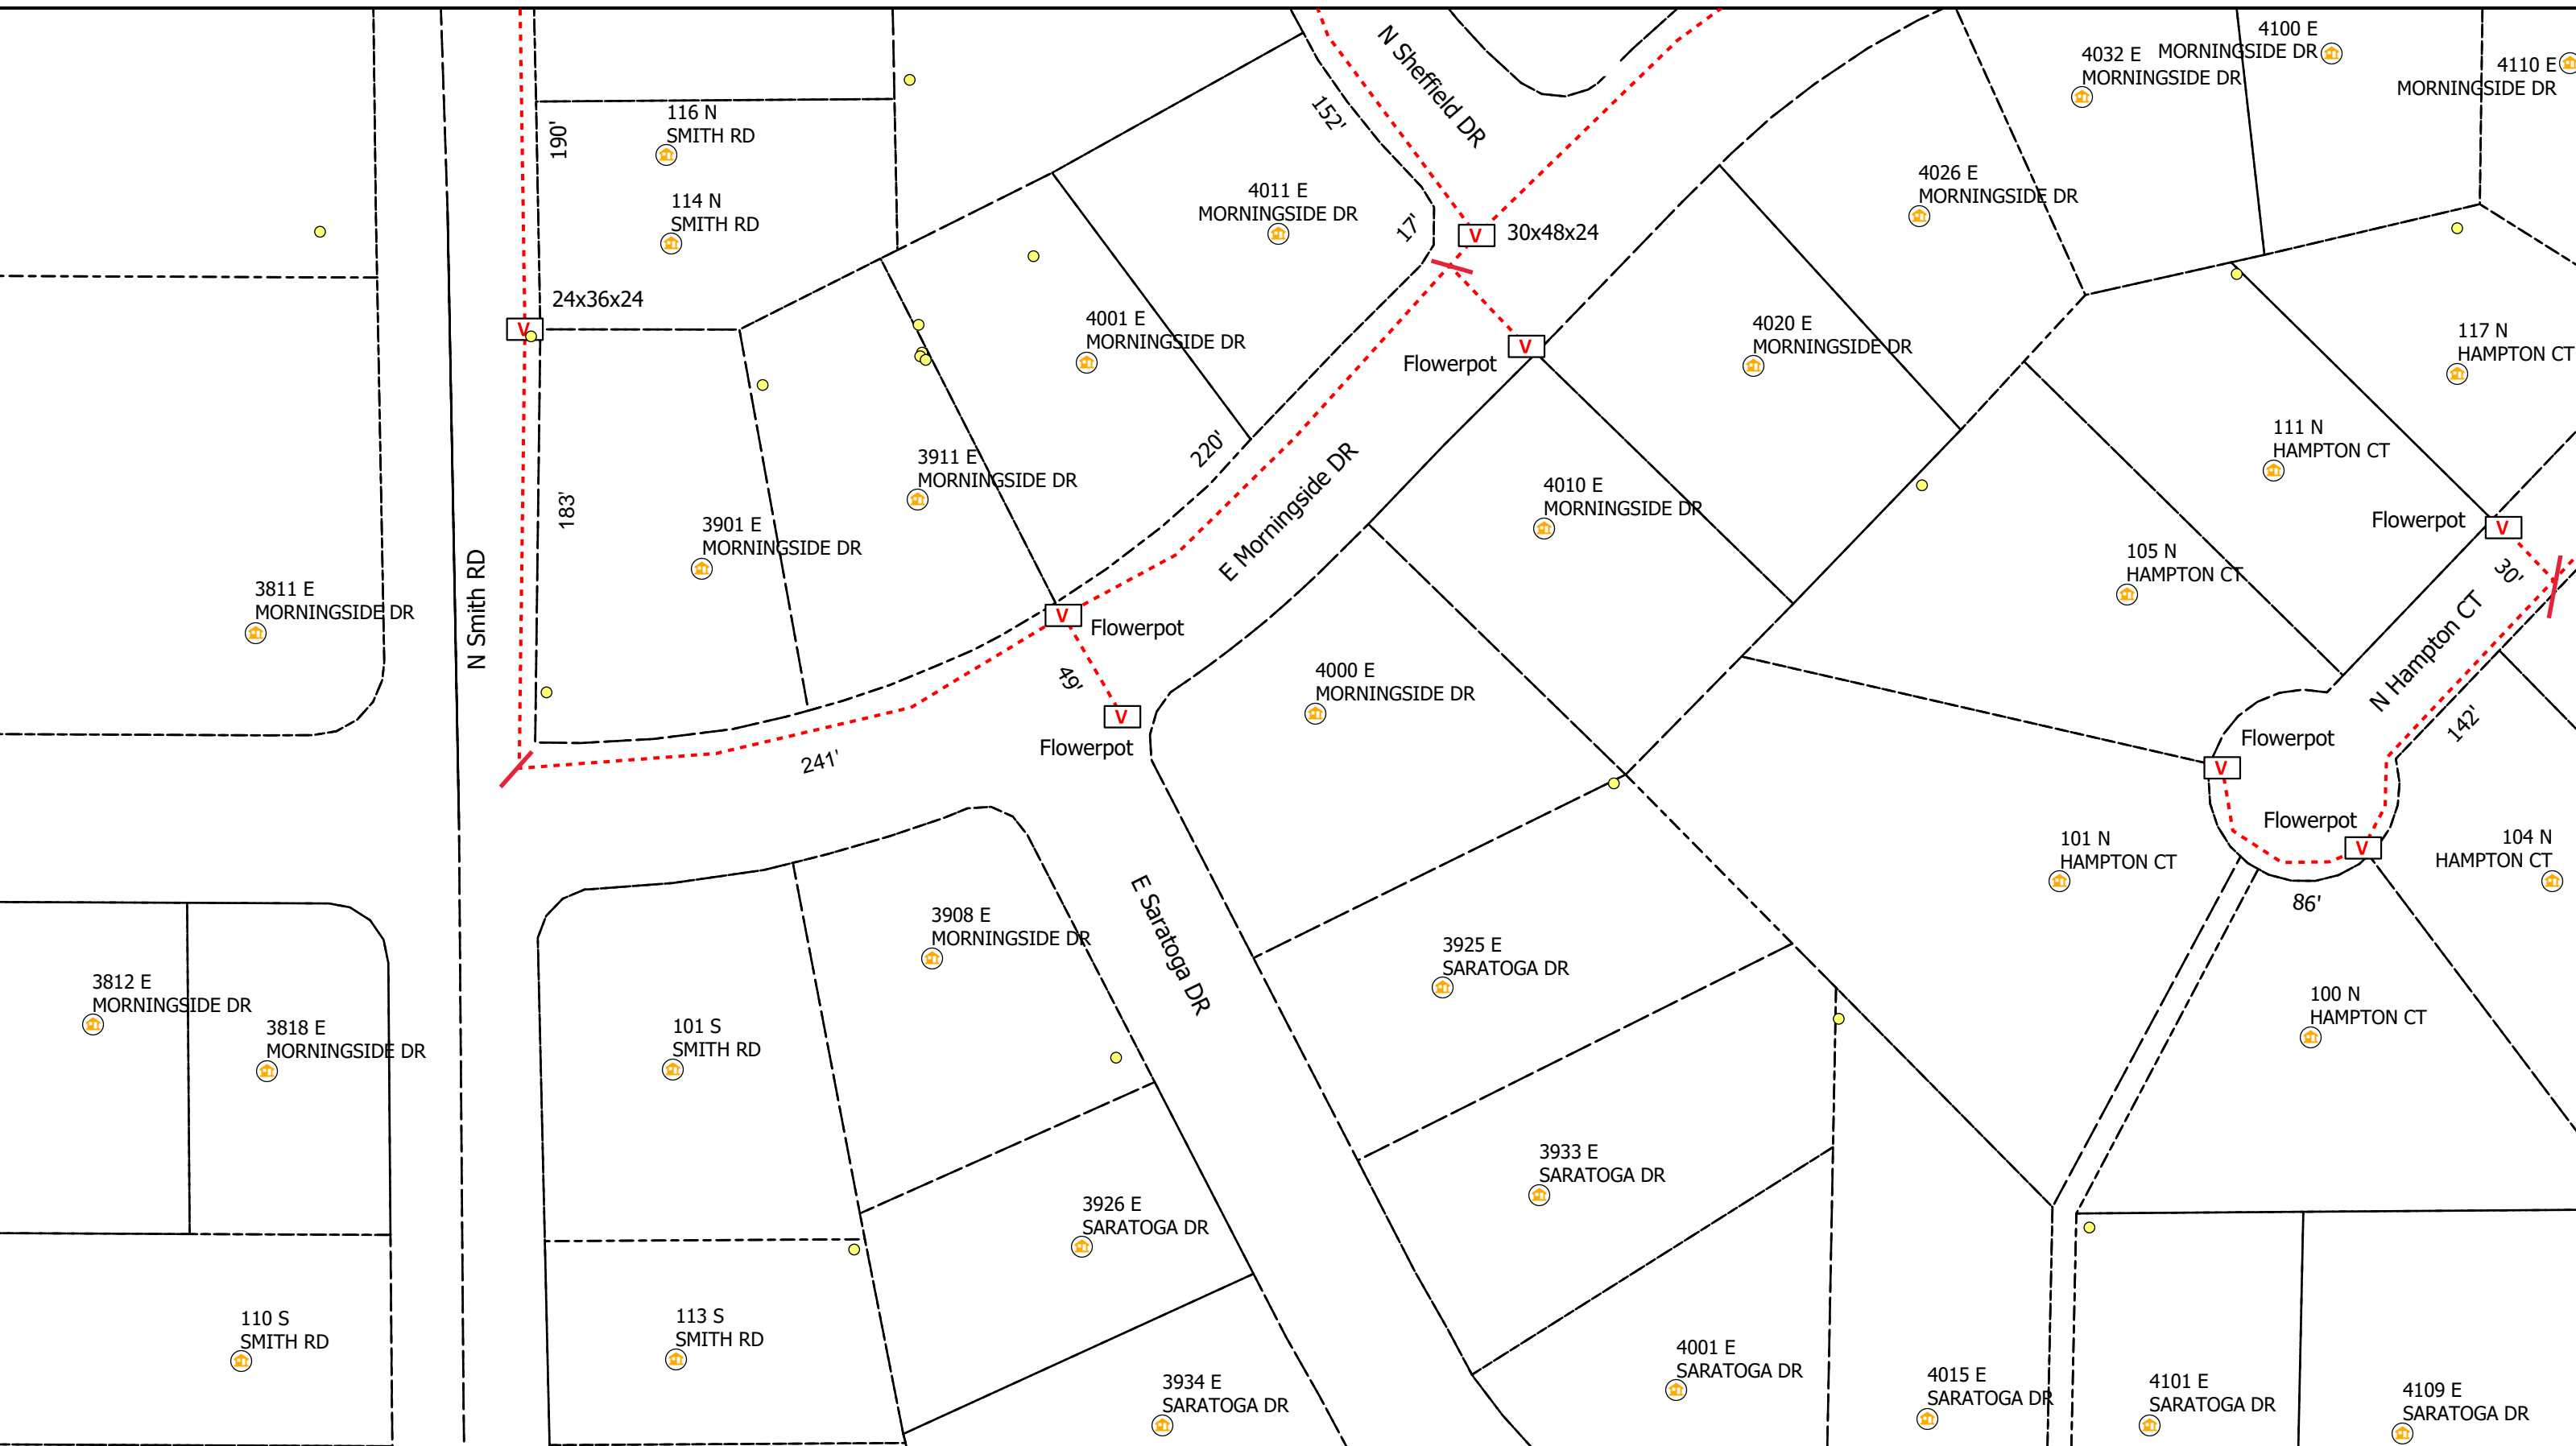 4100 E
MORNINGSIDE DR
4032 E
MORNINGSIDE DR
4110 E
MORNINGSIDE DR
N Sheffield DR
152'
190'
116 N
SMITH RD
114 N
SMITH RD
4011 E
MORNINGSIDE DR
17'
V
30x48x24
4026 E
MORNINGSIDE DR
24x36x24
V
4001 E
MORNINGSIDE DR
V
Flowerpot
4020 E
MORNINGSIDE DR
117 N
HAMPTON CT
220'
E Morningside DR
111 N
HAMPTON CT
3911 E
MORNINGSIDE DR
183'
3901 E
MORNINGSIDE DR
4010 E
MORNINGSIDE DR
Flowerpot
V
30'
105 N
HAMPTON CT
N Smith RD
3811 E
MORNINGSIDE DR
V
Flowerpot
49'
V
Flowerpot
4000 E
MORNINGSIDE DR
N Hampton CT
142'
241'
Flowerpot
V
Flowerpot
V
101 N
HAMPTON CT
104 N
HAMPTON CT
86'
3908 E
MORNINGSIDE DR
E Saratoga DR
3925 E
SARATOGA DR
3812 E
MORNINGSIDE DR
3818 E
MORNINGSIDE DR
101 S
SMITH RD
100 N
HAMPTON CT
3933 E
SARATOGA DR
3926 E
SARATOGA DR
110 S
SMITH RD
113 S
SMITH RD
3934 E
SARATOGA DR
4001 E
SARATOGA DR
4015 E
SARATOGA DR
4101 E
SARATOGA DR
4109 E
SARATOGA DR